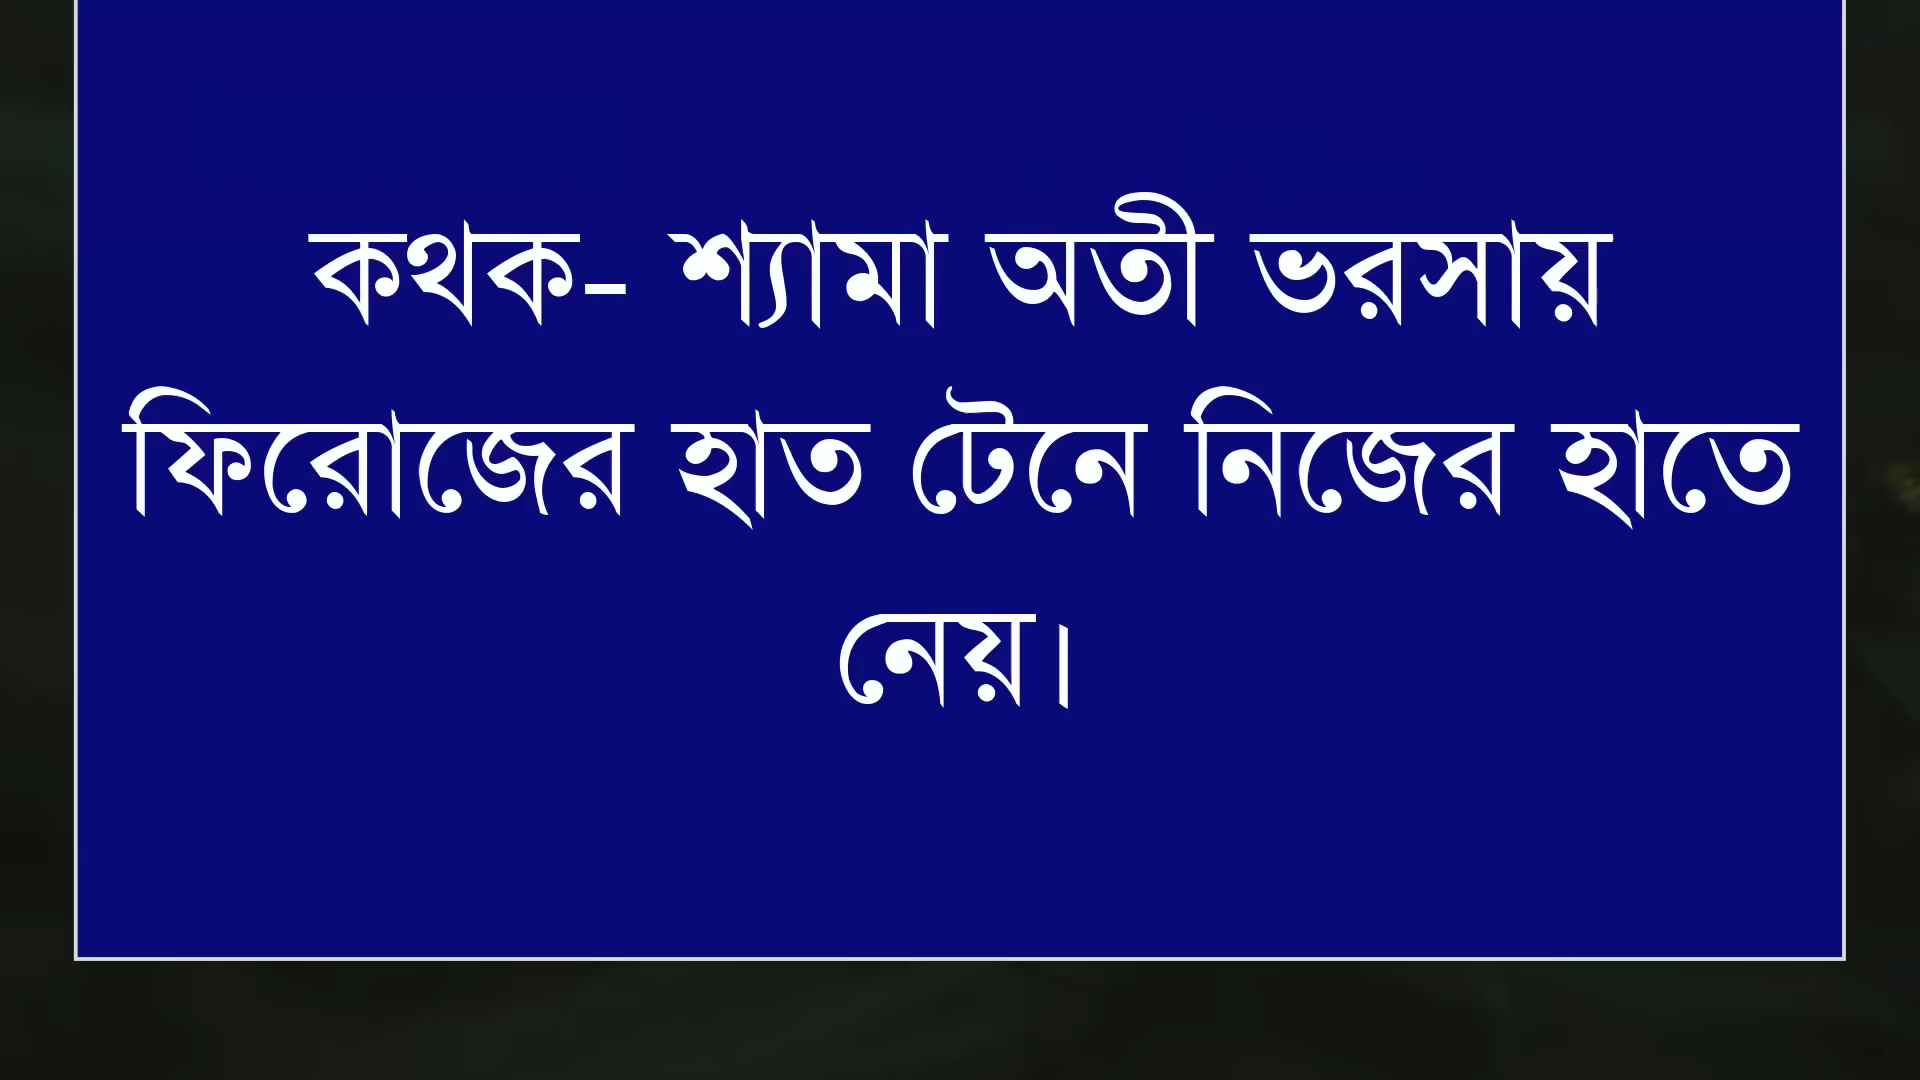 কথক- শ্যামা অতী ভরসায়
ফিরোজের হাত টেনে নিজের হাতে
নেয়।